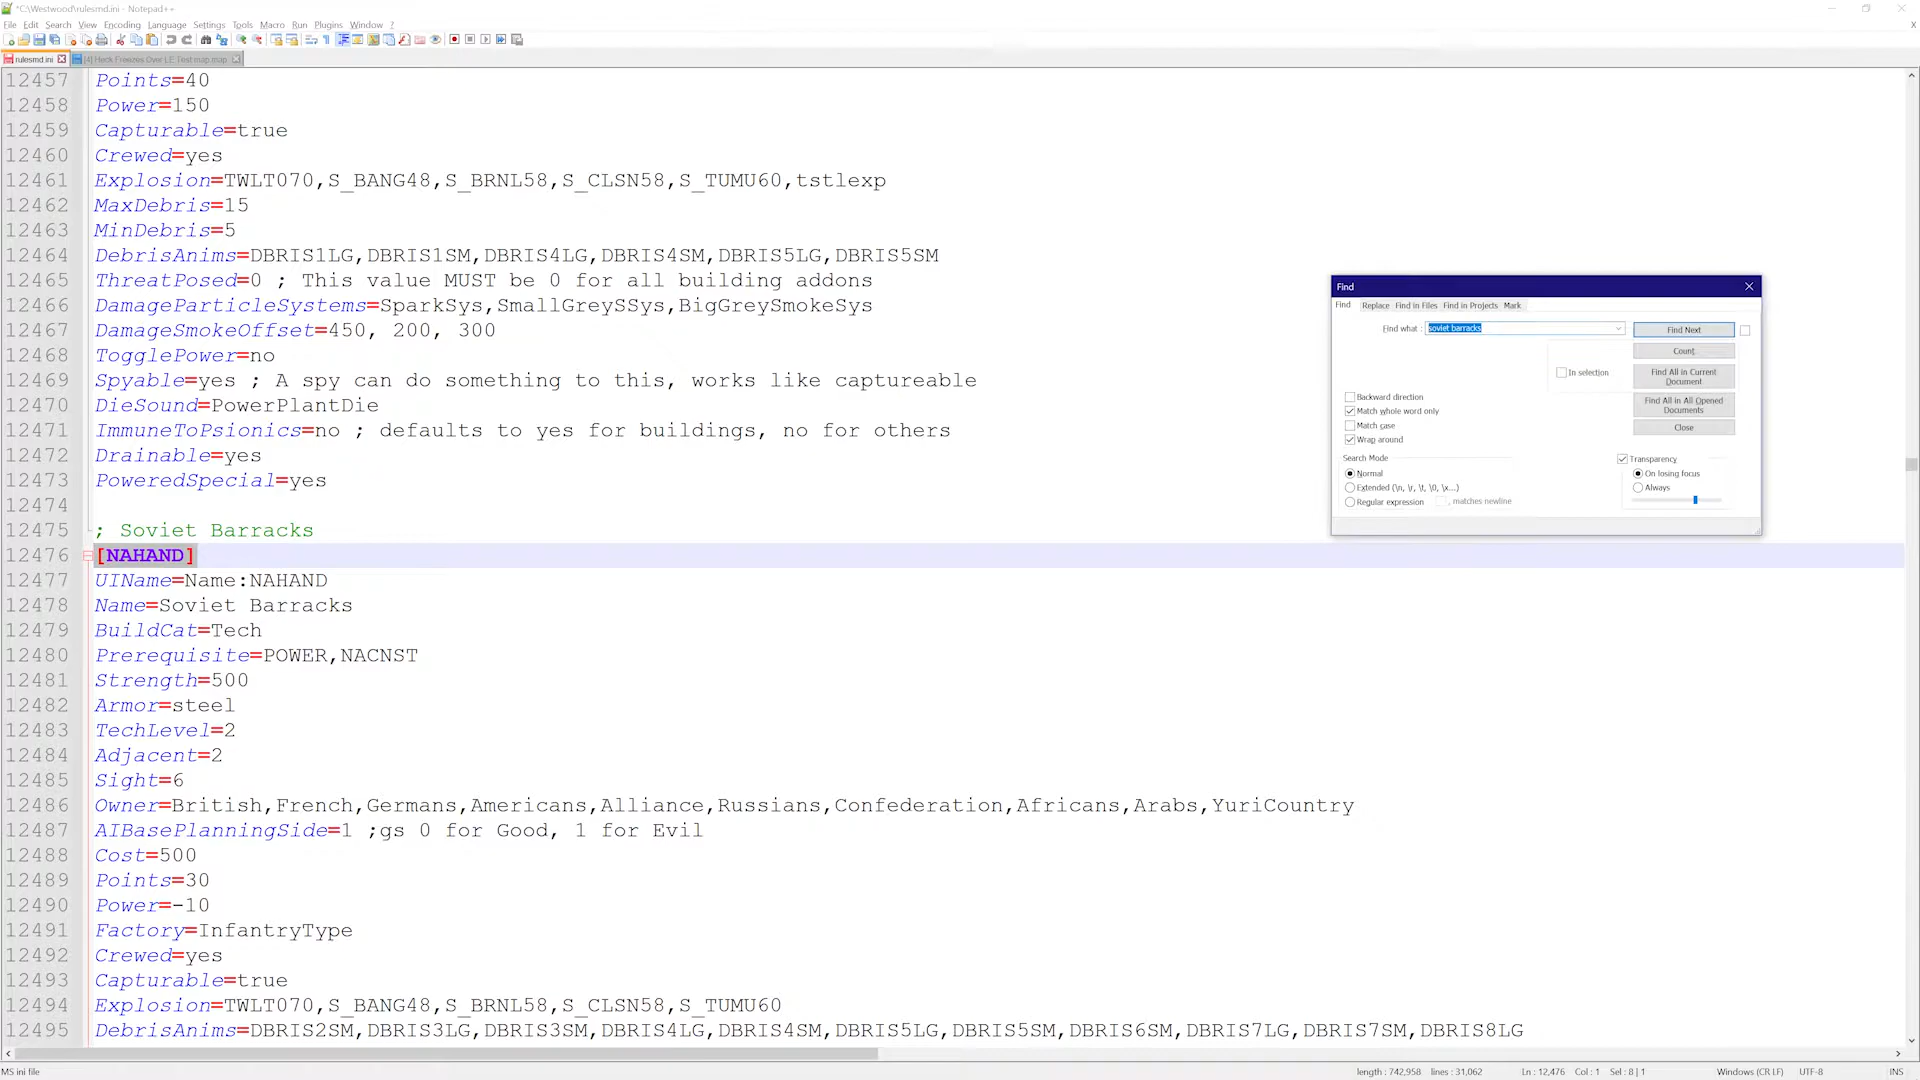 *C:\Westwood\rulesmd.ini - Notepad++
File Edit Search View Encoding Language Settings Tools Macro Run Plugins Window ?
rulesmd.ini [4] Heck Freezes Over LE Test map.map
12457 Points=40
12458 Power=150
12459 Capturable=true
12460 Crewed=yes
12461 Explosion=TWLT070,S_BANG48,S_BRNL58,S_CLSN58,S_TUMU60,tstlexp
12462 MaxDebris=15
12463 MinDebris=5
12464 DebrisAnims=DBRIS1LG,DBRIS1SM,DBRIS4LG,DBRIS4SM,DBRIS5LG,DBRIS5SM
12465 ThreatPosed=0 ; This value MUST be 0 for all building addons
12466 DamageParticleSystems=SparkSys,SmallGreySSys,BigGreySmokeSys
12467 DamageSmokeOffset=450, 200, 300
12468 TogglePower=no
12469 Spyable=yes ; A spy can do something to this, works like captureable
12470 DieSound=PowerPlantDie
12471 ImmuneToPsionics=no ; defaults to yes for buildings, no for others
12472 Drainable=yes
12473 PoweredSpecial=yes
12474
12475 ; Soviet Barracks
12476 [NAHAND]
12477 UIName=Name:NAHAND
12478 Name=Soviet Barracks
12479 BuildCat=Tech
12480 Prerequisite=POWER,NACNST
12481 Strength=500
12482 Armor=steel
12483 TechLevel=2
12484 Adjacent=2
12485 Sight=6
12486 Owner=British,French,Germans,Americans,Alliance,Russians,Confederation,Africans,Arabs,YuriCountry
12487 AIBasePlanningSide=1 ;gs 0 for Good, 1 for Evil
12488 Cost=500
12489 Points=30
12490 Power=-10
12491 Factory=InfantryType
12492 Crewed=yes
12493 Capturable=true
12494 Explosion=TWLT070,S_BANG48,S_BRNL58,S_CLSN58,S_TUMU60
12495 DebrisAnims=DBRIS2SM,DBRIS3LG,DBRIS3SM,DBRIS4LG,DBRIS4SM,DBRIS5LG,DBRIS5SM,DBRIS6SM,DBRIS7LG,DBRIS7SM,DBRIS8LG
Find
Find Replace Find in Files Find in Projects Mark
Find what : soviet barracks Find Next
Count
In selection
Find All in Current
Document
Find All in All Opened
Documents
Close
Backward direction
Match whole word only
Match case
Wrap around
Search Mode
Normal
Extended (\n, \r, \t, \0, \x...)
Regular expression . matches newline
Transparency
On losing focus
Always
MS ini file length : 742,958 lines : 31,062 Ln : 12,476 Col : 1 Sel : 8 | 1 Windows (CR LF) UTF-8 INS